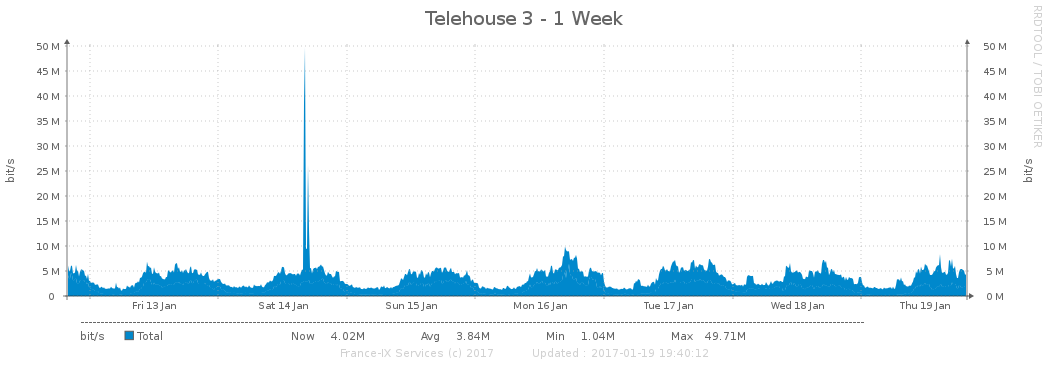 Telehouse 3 - 1 Week
RRDTOOL / TOBI OETIKER
bit/s
50 M 50 M
45 M 45 M
40 M 40 M
35 M 35 M
30 M 30 M
25 M 25 M
20 M 20 M
15 M 15 M
10 M 10 M
5 M 5 M
0 0 M
bit/s
Fri 13 Jan Sat 14 Jan Sun 15 Jan Mon 16 Jan Tue 17 Jan Wed 18 Jan Thu 19 Jan
bit/s Total Now 4.02M Avg 3.84M Min 1.04M Max 49.71M
France-IX Services (c) 2017 Updated : 2017-01-19 19:40:12